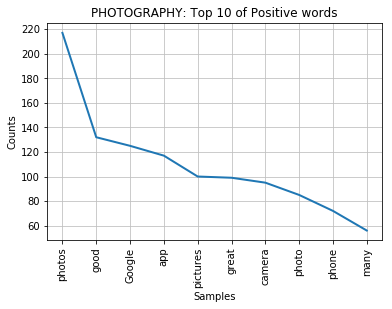 PHOTOGRAPHY: Top 10 of Positive words
Counts
220
200
180
160
140
120
100
80
60
photos
good
Google
app
pictures
great
camera
photo
phone
many
Samples